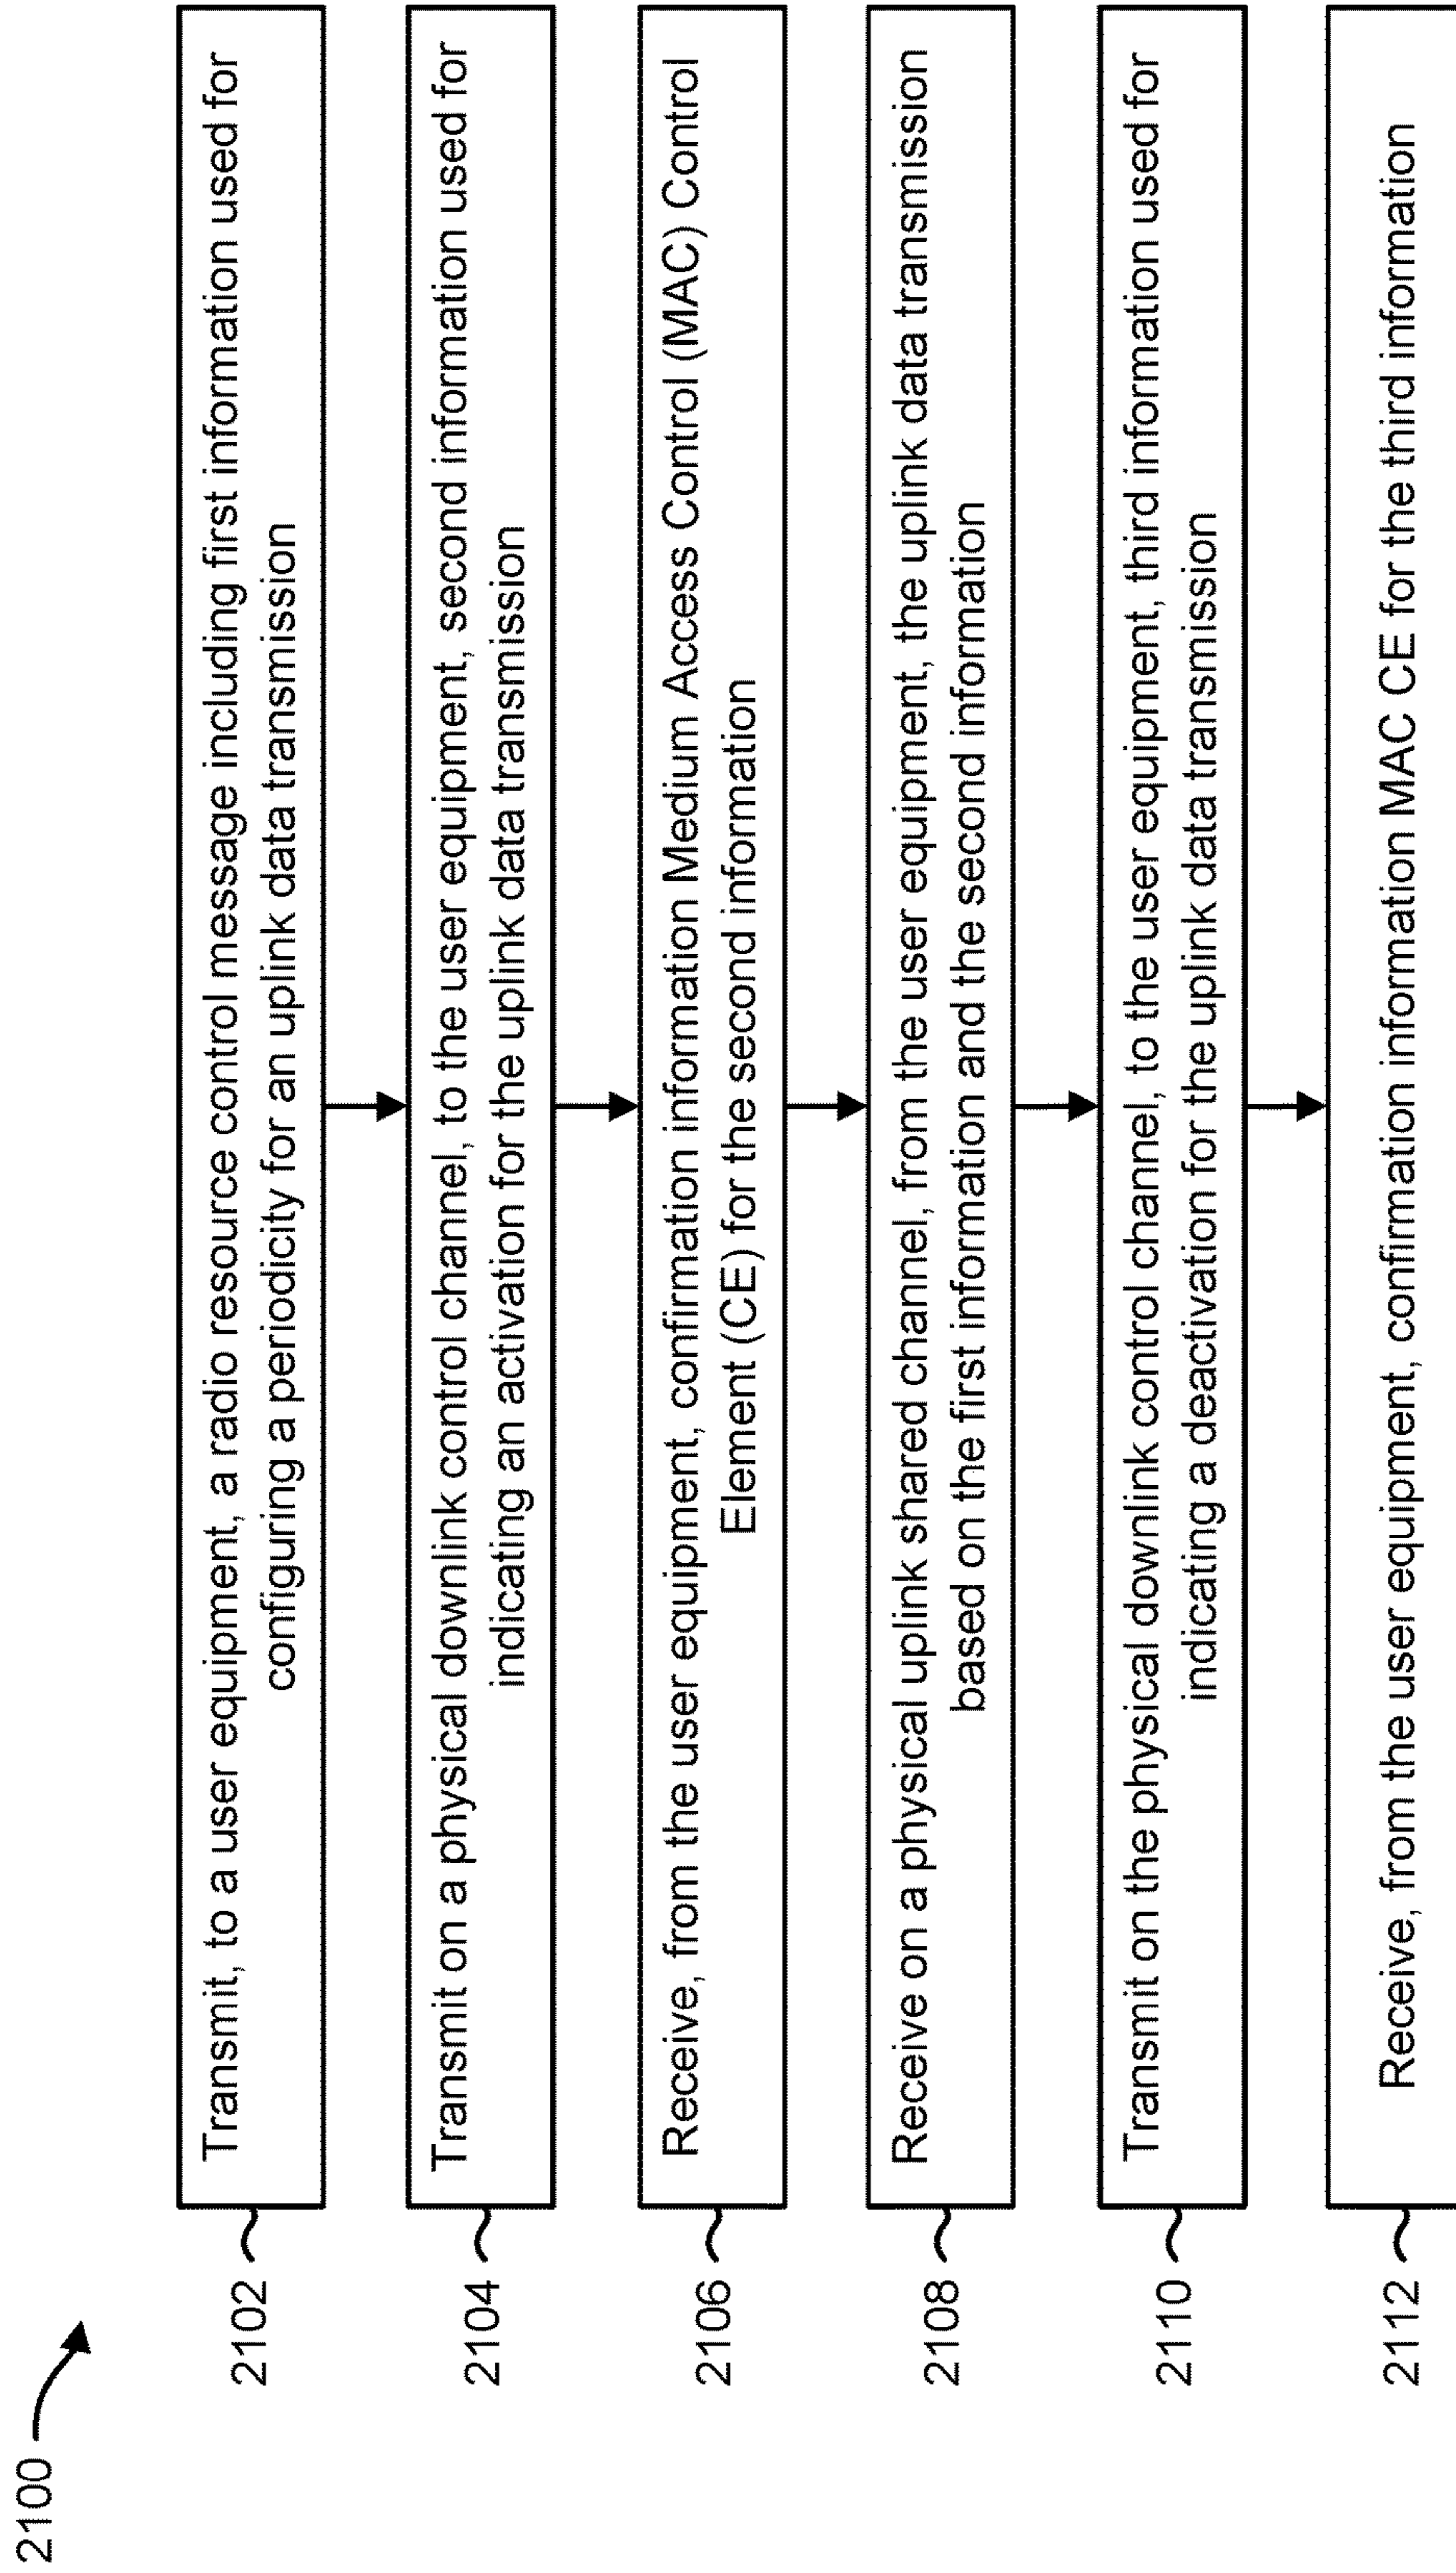 2100
2102
Transmit, to a user equipment, a radio resource control message including first information used for
configuring a periodicity for an uplink data transmission
2104
Transmit on a physical downlink control channel, to the user equipment, second information used for
indicating an activation for the uplink data transmission
2106
Receive, from the user equipment, confirmation information Medium Access Control (MAC) Control
Element (CE) for the second information
2108
Receive on a physical uplink shared channel, from the user equipment, the uplink data transmission
based on the first information and the second information
2110
Transmit on the physical downlink control channel, to the user equipment, third information used for
indicating a deactivation for the uplink data transmission
2112
Receive, from the user equipment, confirmation information MAC CE for the third information